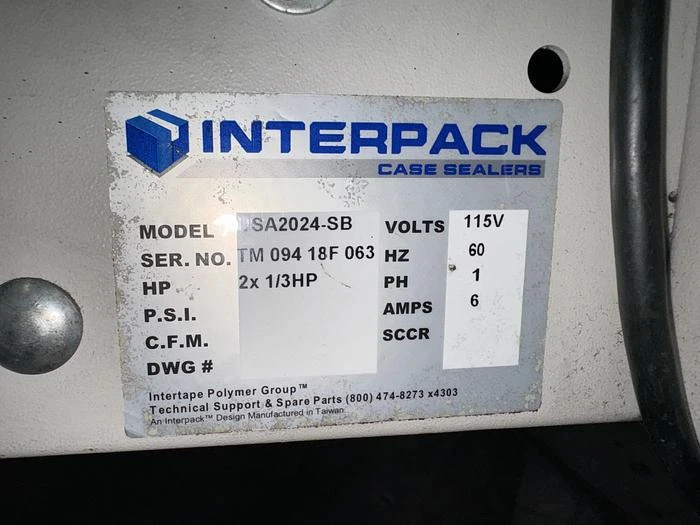 INTERPACK
CASE SEALERS
MODEL SA2024-SB VOLTS 115V
SER. NO. TM 094 18F 063 HZ 60
HP 2x 1/3HP PH 1
P.S.I. AMPS 6
C.F.M. SCCR
DWG #
Intertape Polymer Group™
Technical Support & Spare Parts (800) 474-8273 x4303
An Interpack™ Design Manufactured in Taiwan